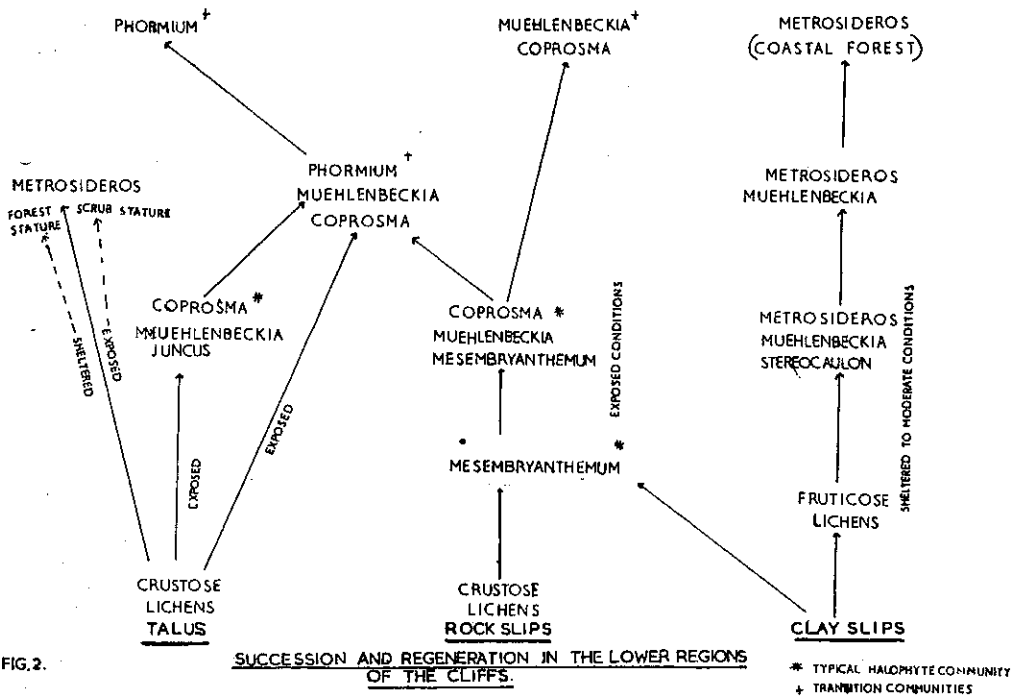 PHORMIUM +
MUEHLENBECKIA +
COPROSMA
METROSIDEROS
(COASTAL FOREST)
PHORMIUM +
MUEHLENBECKIA
COPROSMA
METROSIDEROS
FOREST
STATURE
SCRUB STATURE
METROSIDEROS
MUEHLENBECKIA
COPROSMA *
MUEHLENBECKIA
JUNCUS
COPROSMA *
MUEHLENBECKIA
MESEMBRYANTHEMUM
METROSIDEROS
MUEHLENBECKIA
STEREOCAULON
SHELTERED
EXPOSED
EXPOSED
EXPOSED
EXPOSED CONDITIONS
SHELTERED TO MODERATE CONDITIONS
MESEMBRYANTHEMUM *
FRUTICOSE
LICHENS
CRUSTOSE
LICHENS
TALUS
CRUSTOSE
LICHENS
ROCK SLIPS
CLAY SLIPS
FIG. 2.
SUCCESSION AND REGENERATION IN THE LOWER REGIONS
OF THE CLIFFS.
* TYPICAL HALOPHYTE COMMUNITY
+ TRANSITION COMMUNITIES